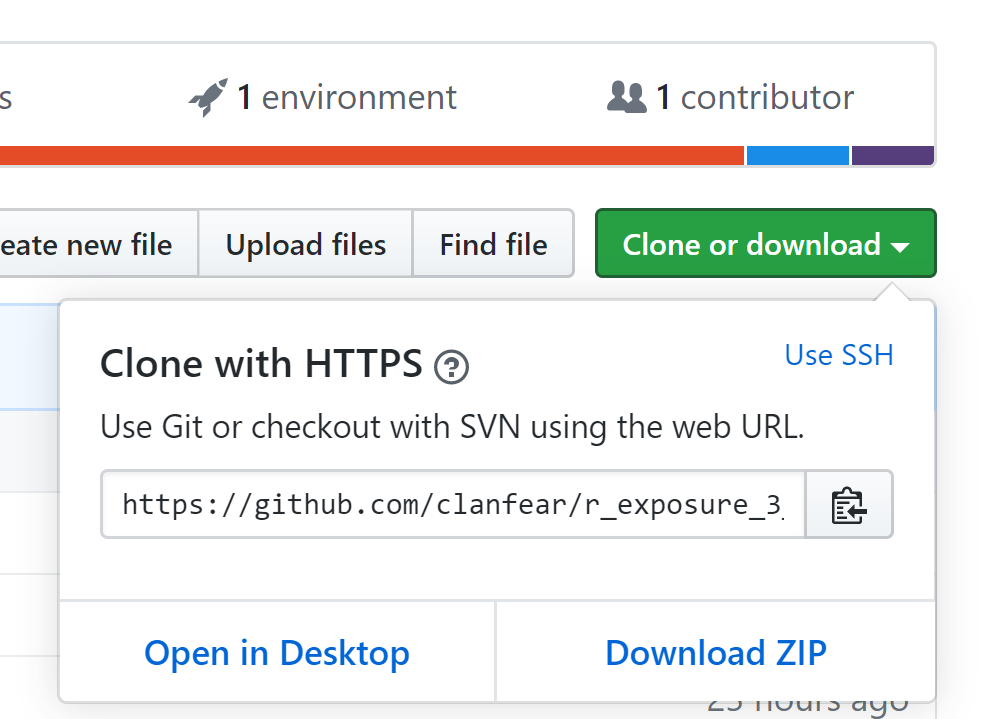 1 environment
1 contributor
eate new file
Upload files
Find file
Clone or download
Clone with HTTPS ?
Use SSH
Use Git or checkout with SVN using the web URL.
https://github.com/clanfear/r_exposure_3
Open in Desktop
Download ZIP
hours ago